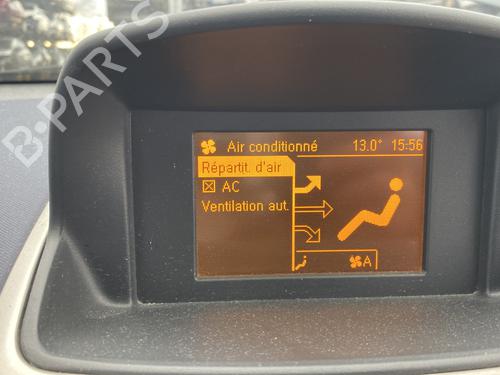 Air conditionné 13.0° 15:56
Répartit. d'air
AC
Ventilation aut.
A
B-PARTS